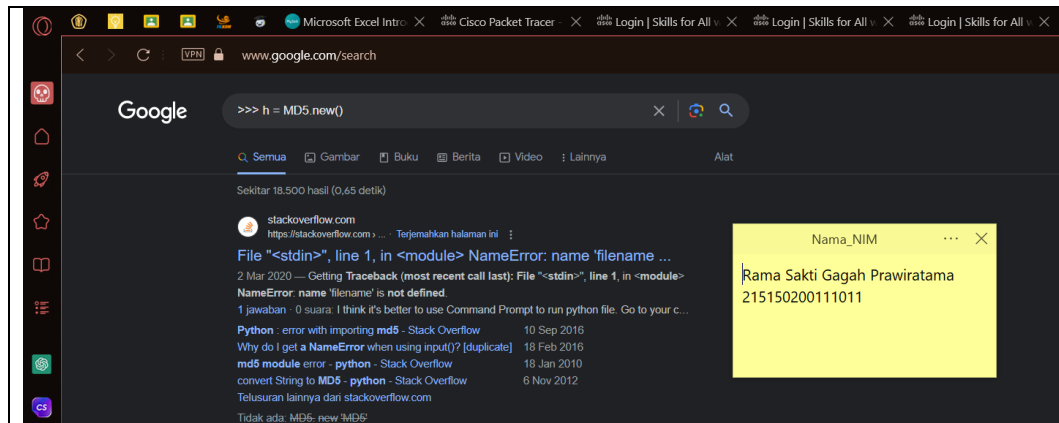 Microsoft Excel Intro
Cisco Packet Tracer -
Login | Skills for All v
Login | Skills for All v
Login | Skills for All v
VPN
www.google.com/search
Google
>>> h = MD5.new()
Semua
Gambar
Buku
Berita
Video
Lainnya
Alat
Sekitar 18.500 hasil (0,65 detik)
stackoverflow.com
https://stackoverflow.com › ... · Terjemahkan halaman ini
File "<stdin>", line 1, in <module> NameError: name 'filename ...
2 Mar 2020 — Getting Traceback (most recent call last): File "<stdin>", line 1, in <module>
NameError: name 'filename' is not defined.
1 jawaban · 0 suara: I think it's better to use Command Prompt to run python file. Go to your c...
Python : error with importing md5 - Stack Overflow 10 Sep 2016
Why do I get a NameError when using input()? [duplicate] 18 Feb 2016
md5 module error - python - Stack Overflow 18 Jan 2010
convert String to MD5 - python - Stack Overflow 6 Nov 2012
Telusuran lainnya dari stackoverflow.com
Tidak ada: MD5. new 'MD5'
Nama_NIM
Rama Sakti Gagah Prawiratama
215150200111011
CS